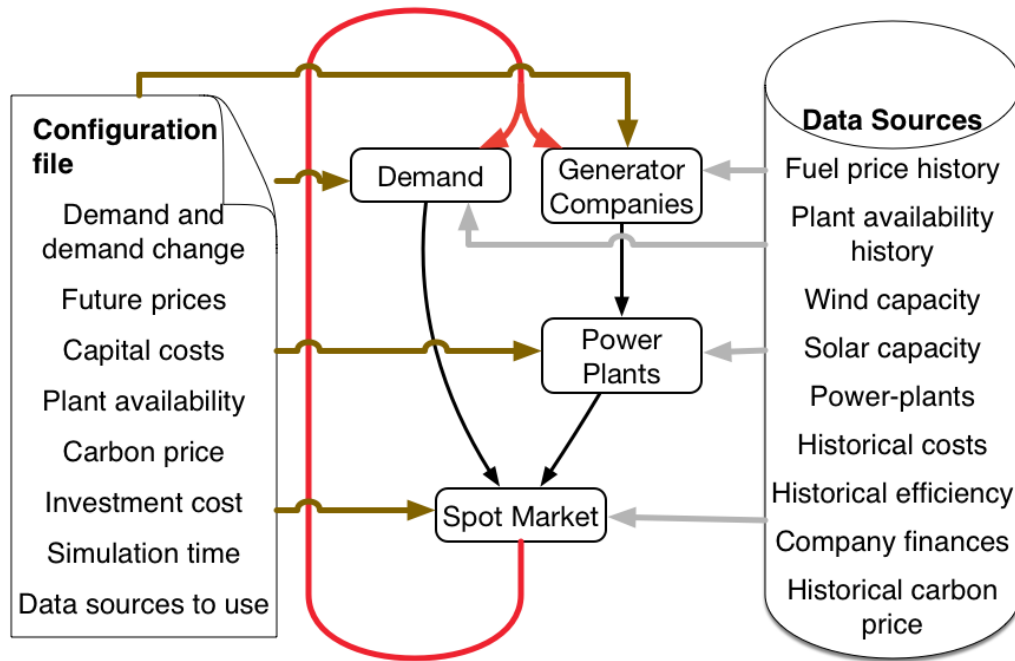 Configuration
file
Demand and
demand change
Future prices
Capital costs
Plant availability
Carbon price
Investment cost
Simulation time
Data sources to use
Demand
Generator
Companies
Power
Plants
Spot Market
Data Sources
Fuel price history
Plant availability
history
Wind capacity
Solar capacity
Power-plants
Historical costs
Historical efficiency
Company finances
Historical carbon
price